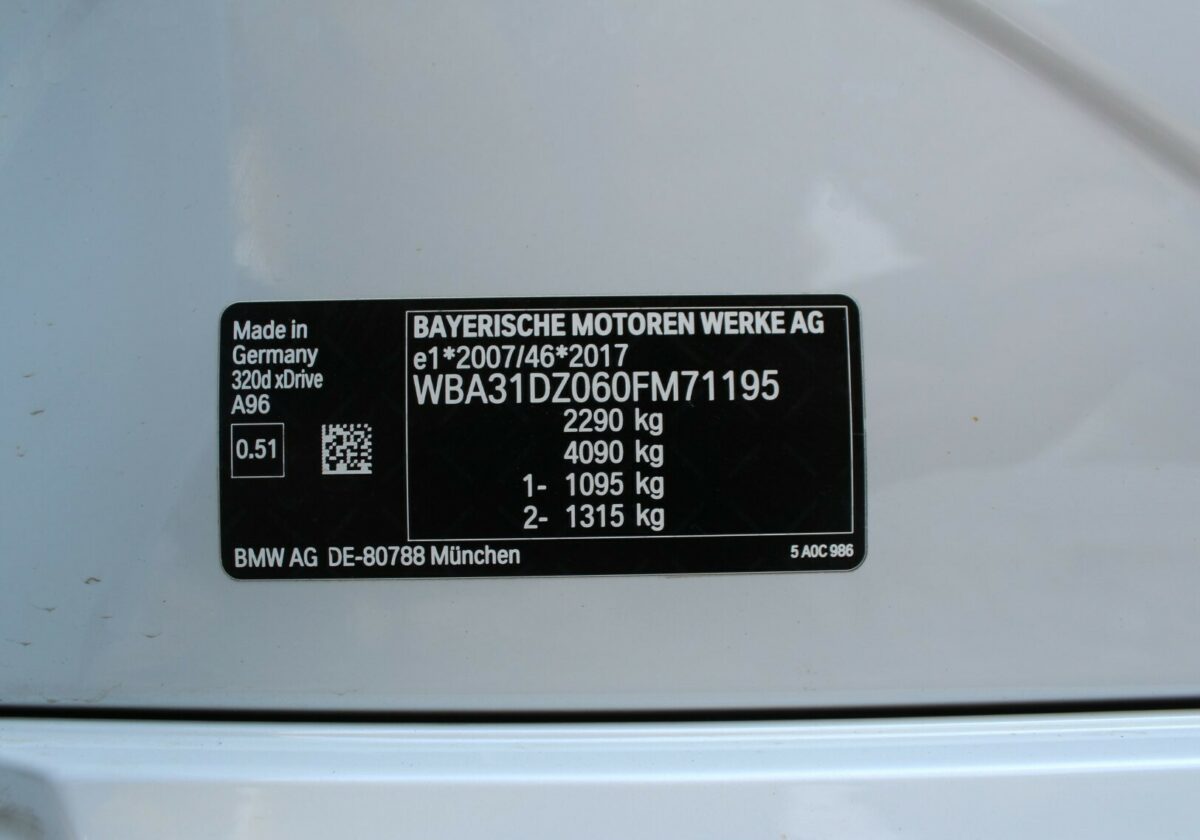 Made in
Germany
320d xDrive
A96
0.51
BAYERISCHE MOTOREN WERKE AG
e1*2007/46*2017
WBA31DZ060FM71195
2290 kg
4090 kg
1- 1095 kg
2- 1315 kg
BMW AG DE-80788 München
5 A0C 986